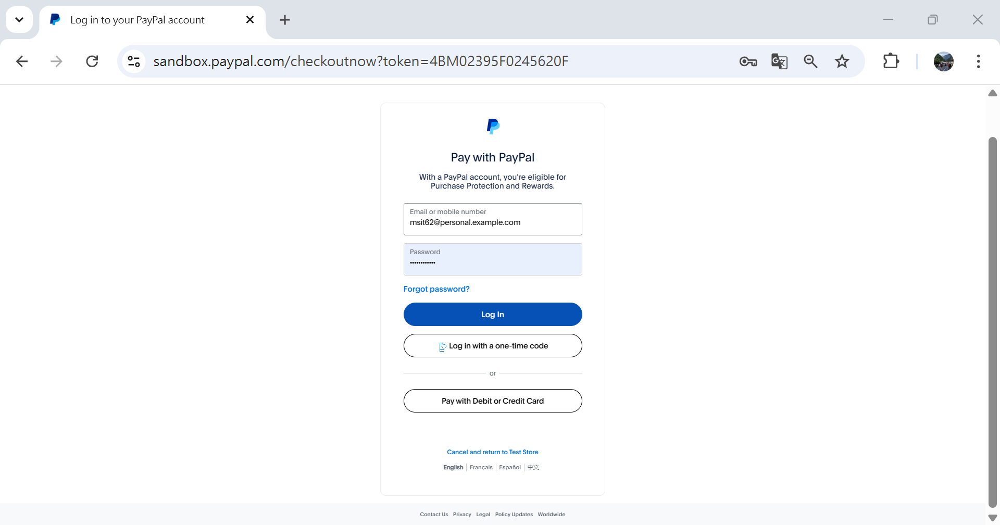 Log in to your PayPal account
sandbox.paypal.com/checkoutnow?token=4BM02395F0245620F
Pay with PayPal
With a PayPal account, you're eligible for
Purchase Protection and Rewards.
Email or mobile number
msit62@personal.example.com
Password
••••••••••••
Forgot password?
Log In
Log in with a one-time code
or
Pay with Debit or Credit Card
Cancel and return to Test Store
English Français Español 中文
Contact Us Privacy Legal Policy Updates Worldwide